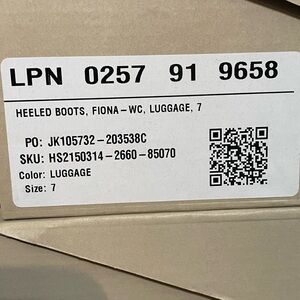 LPN 0257 91 9658
HEELED BOOTS, FIONA-WC, LUGGAGE, 7
PO: JK105732-203538C
SKU: HS2150314-2660-85070
Color: LUGGAGE
Size: 7